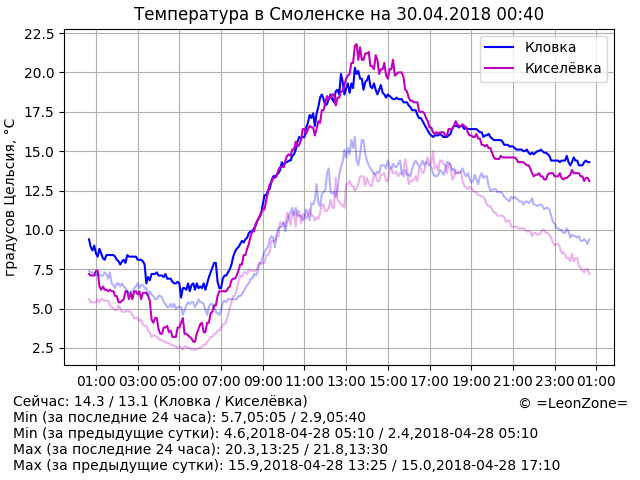 Температура в Смоленске на 30.04.2018 00:40
Кловка
Киселёвка
градусов Цельсия, °C
22.5
20.0
17.5
15.0
12.5
10.0
7.5
5.0
2.5
01:00 03:00 05:00 07:00 09:00 11:00 13:00 15:00 17:00 19:00 21:00 23:00 01:00
Сейчас: 14.3 / 13.1 (Кловка / Киселёвка)
© =LeonZone=
Min (за последние 24 часа): 5.7,05:05 / 2.9,05:40
Min (за предыдущие сутки): 4.6,2018-04-28 05:10 / 2.4,2018-04-28 05:10
Max (за последние 24 часа): 20.3,13:25 / 21.8,13:30
Max (за предыдущие сутки): 15.9,2018-04-28 13:25 / 15.0,2018-04-28 17:10